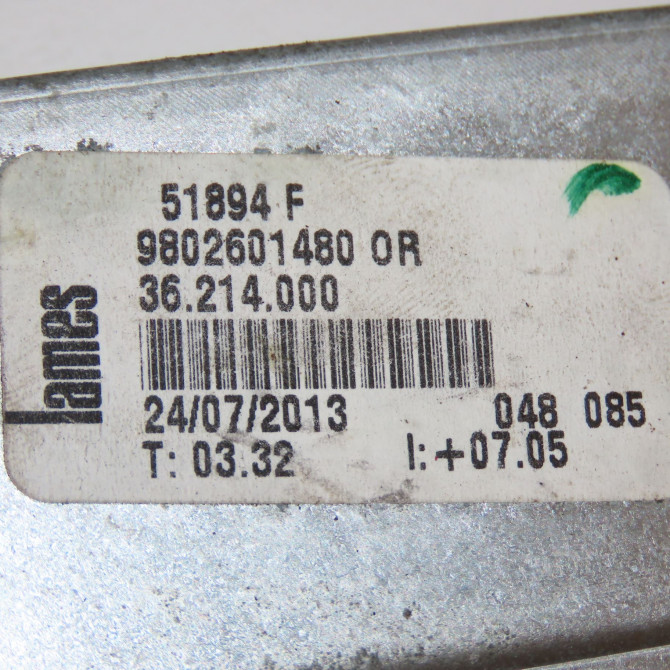 51894 F
9802601480 OR
36.214.000
lames
24/07/2013 048 085
T: 03.32 I:+07.05